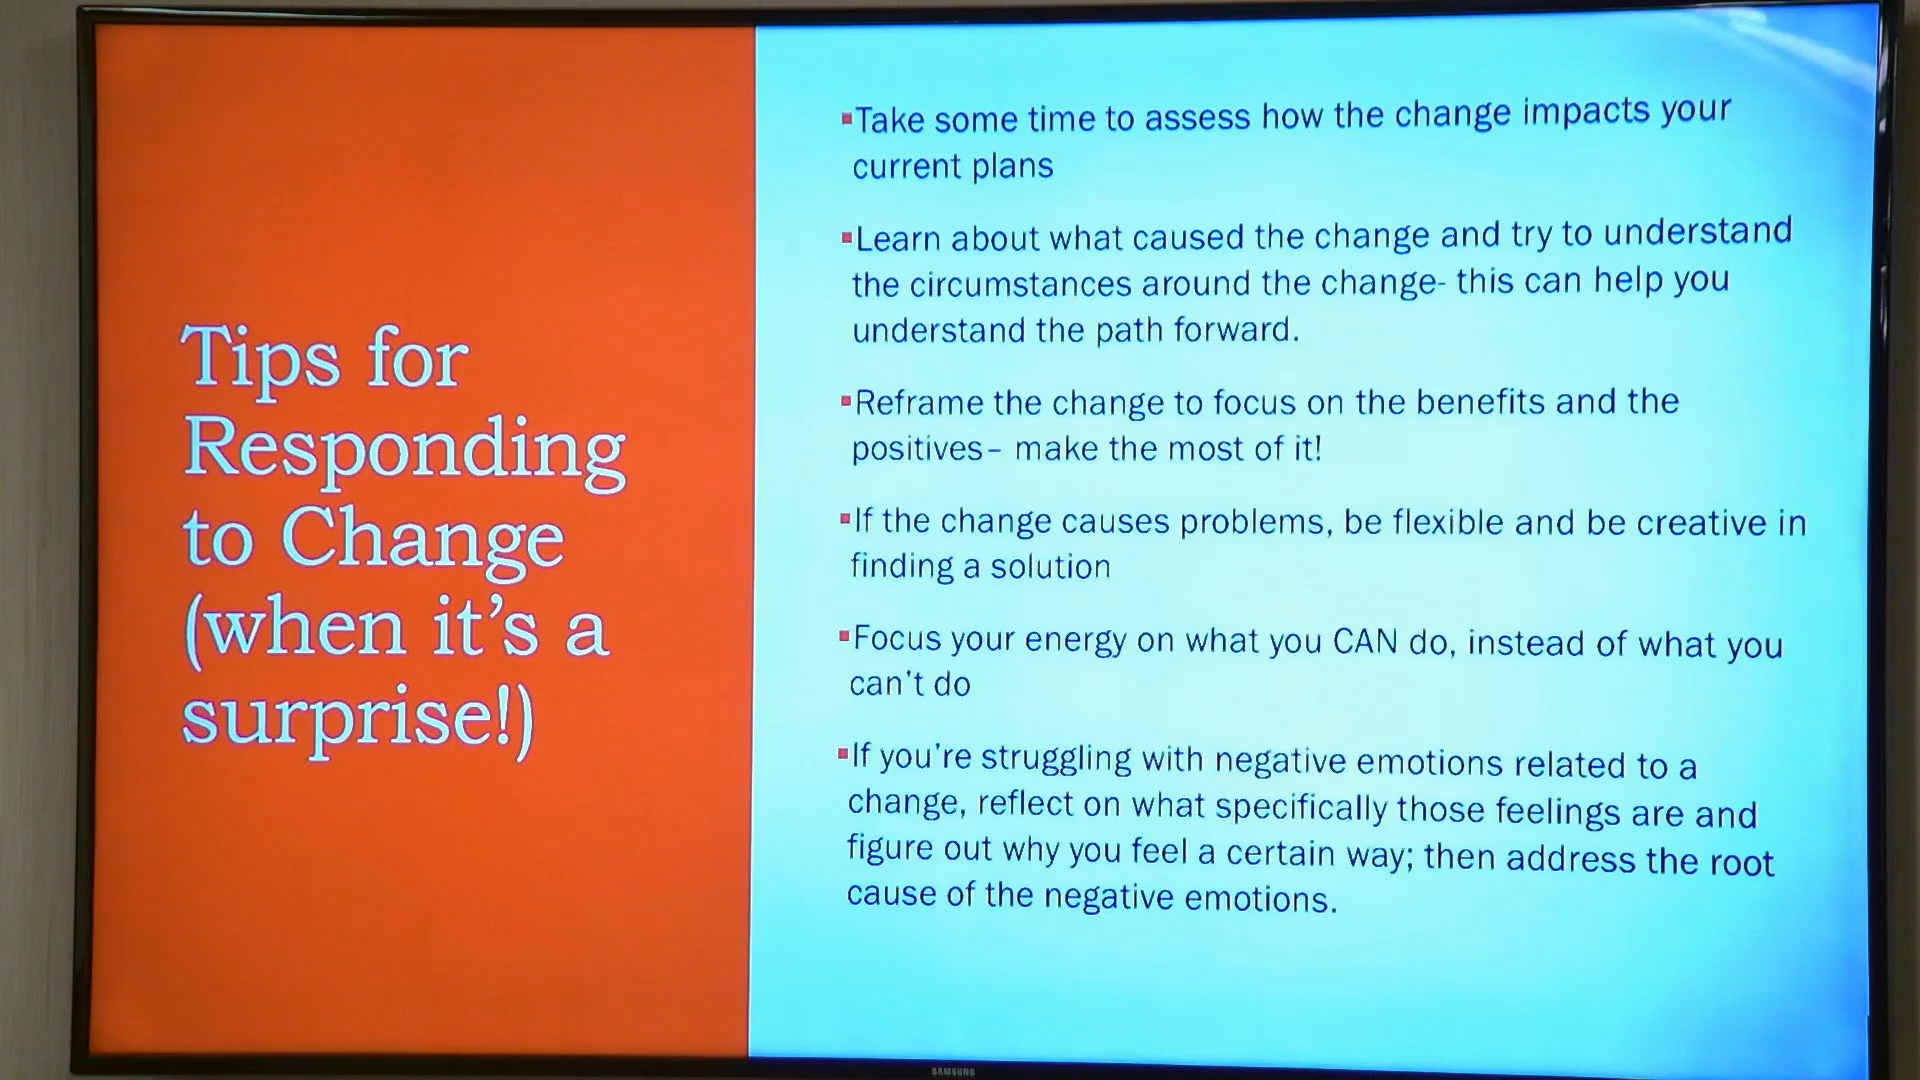 Tips for
Responding
to Change
(when it's a
surprise!)
▪Take some time to assess how the change impacts your
current plans
▪Learn about what caused the change and try to understand
the circumstances around the change- this can help you
understand the path forward.
▪Reframe the change to focus on the benefits and the
positives– make the most of it!
▪If the change causes problems, be flexible and be creative in
finding a solution
▪Focus your energy on what you CAN do, instead of what you
can't do
▪If you're struggling with negative emotions related to a
change, reflect on what specifically those feelings are and
figure out why you feel a certain way; then address the root
cause of the negative emotions.
SAMSUNG